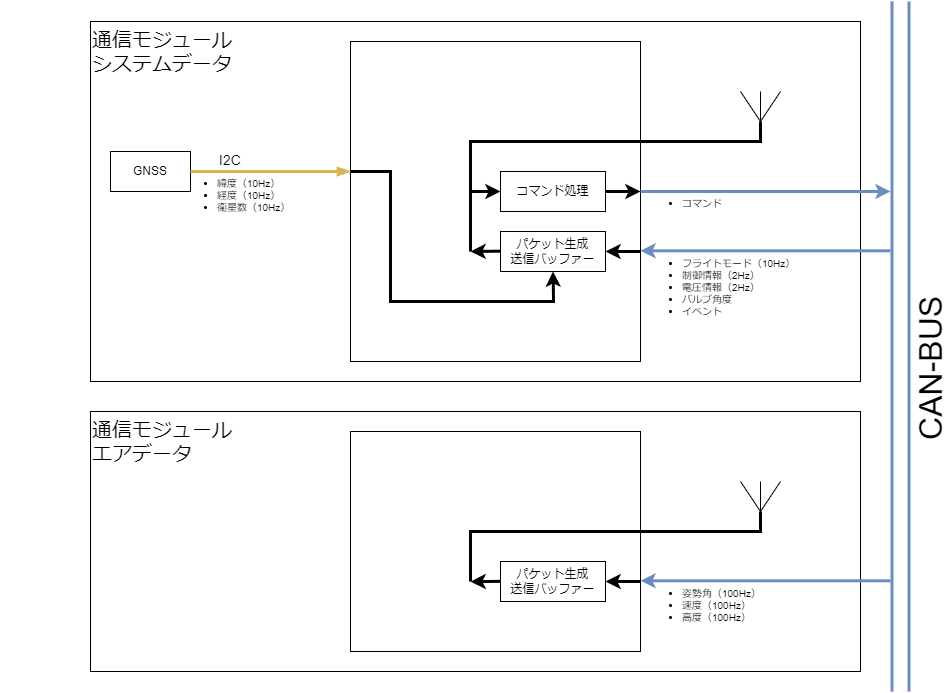 通信モジュール
システムデータ
GNSS
I2C
緯度（10Hz）
経度（10Hz）
衛星数（10Hz）
コマンド処理
コマンド
パケット生成
送信バッファー
フライトモード（10Hz）
制御情報（2Hz）
電圧情報（2Hz）
バルブ角度
イベント
CAN-BUS
通信モジュール
エアデータ
パケット生成
送信バッファー
姿勢角（100Hz）
速度（100Hz）
高度（100Hz）